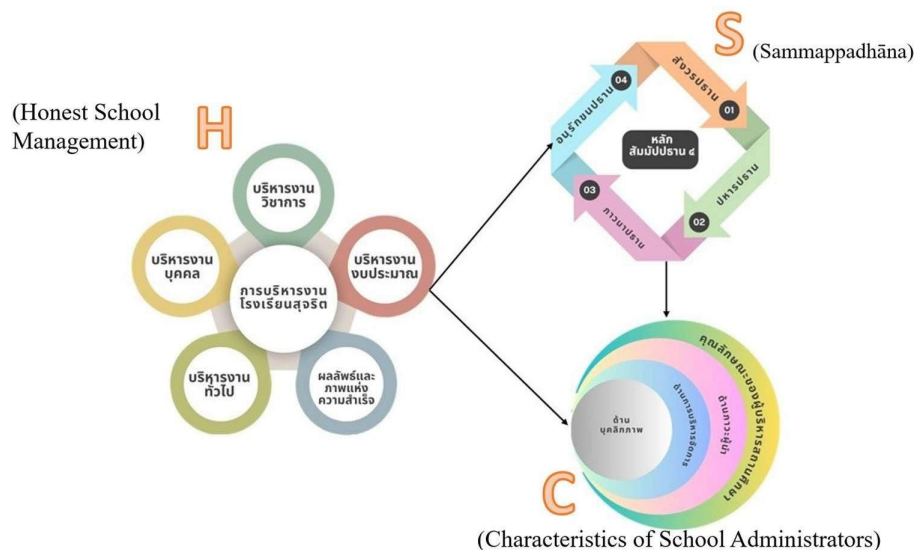 S
(Sammappadhāna)
(Honest School
Management)
H
บริหารงาน
วิชาการ
บริหารงาน
งบประมาณ
ผลลัพธ์และ
ภาพแห่ง
ความสำเร็จ
บริหารงาน
ทั่วไป
บริหารงาน
บุคคล
การบริหารงาน
โรงเรียนสุจริต
สังวรปธาน
01
ปหารปธาน
02
ภาวนาปธาน
03
อนุรักขนปธาน
04
หลัก
สัมมัปปธาน ๔
ด้าน
บุคลิกภาพ
ด้านการบริหารจัดการ
ด้านภาวะผู้นำ
คุณลักษณะของผู้บริหารสถานศึกษา
C
(Characteristics of School Administrators)